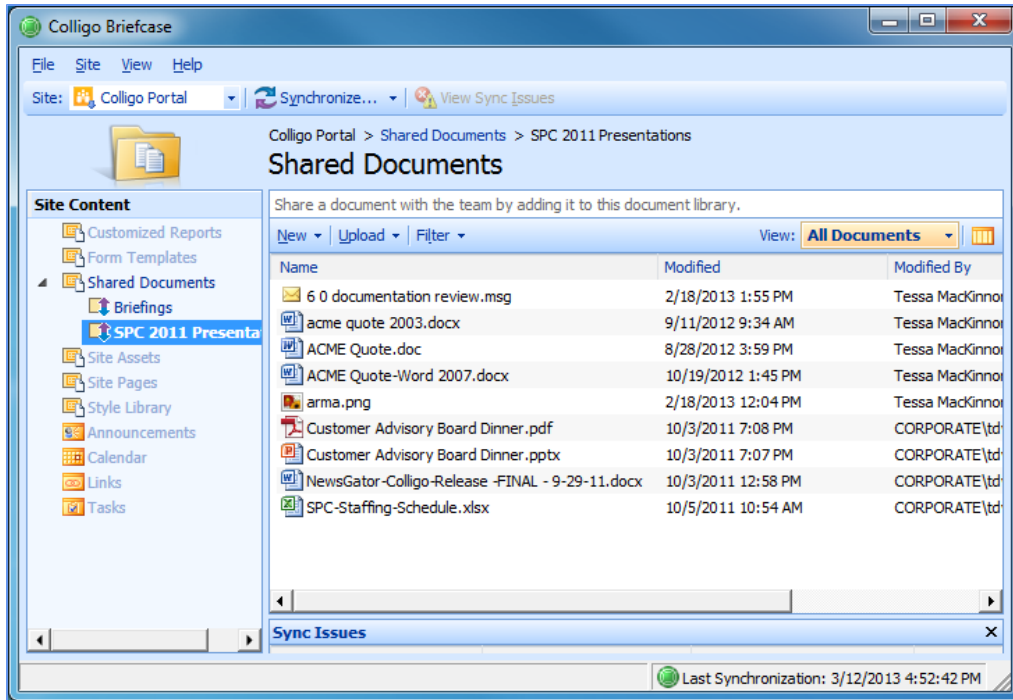 Colligo Briefcase
File Site View Help
Site: Colligo Portal Synchronize... View Sync Issues
Colligo Portal > Shared Documents > SPC 2011 Presentations
Shared Documents
Site Content
Customized Reports
Form Templates
Shared Documents
Briefings
SPC 2011 Presenta
Site Assets
Site Pages
Style Library
Announcements
Calendar
Links
Tasks
Share a document with the team by adding it to this document library.
New Upload Filter View: All Documents
Name Modified Modified By
6 0 documentation review.msg 2/18/2013 1:55 PM Tessa MacKinnon
acme quote 2003.docx 9/11/2012 9:34 AM Tessa MacKinnon
ACME Quote.doc 8/28/2012 3:59 PM Tessa MacKinnon
ACME Quote-Word 2007.docx 10/19/2012 1:45 PM Tessa MacKinnon
arma.png 2/18/2013 12:04 PM Tessa MacKinnon
Customer Advisory Board Dinner.pdf 10/3/2011 7:08 PM CORPORATE\td
Customer Advisory Board Dinner.pptx 10/3/2011 7:07 PM CORPORATE\td
NewsGator-Colligo-Release -FINAL - 9-29-11.docx 10/3/2011 12:58 PM CORPORATE\td
SPC-Staffing-Schedule.xlsx 10/5/2011 10:54 AM CORPORATE\td
Sync Issues
Last Synchronization: 3/12/2013 4:52:42 PM